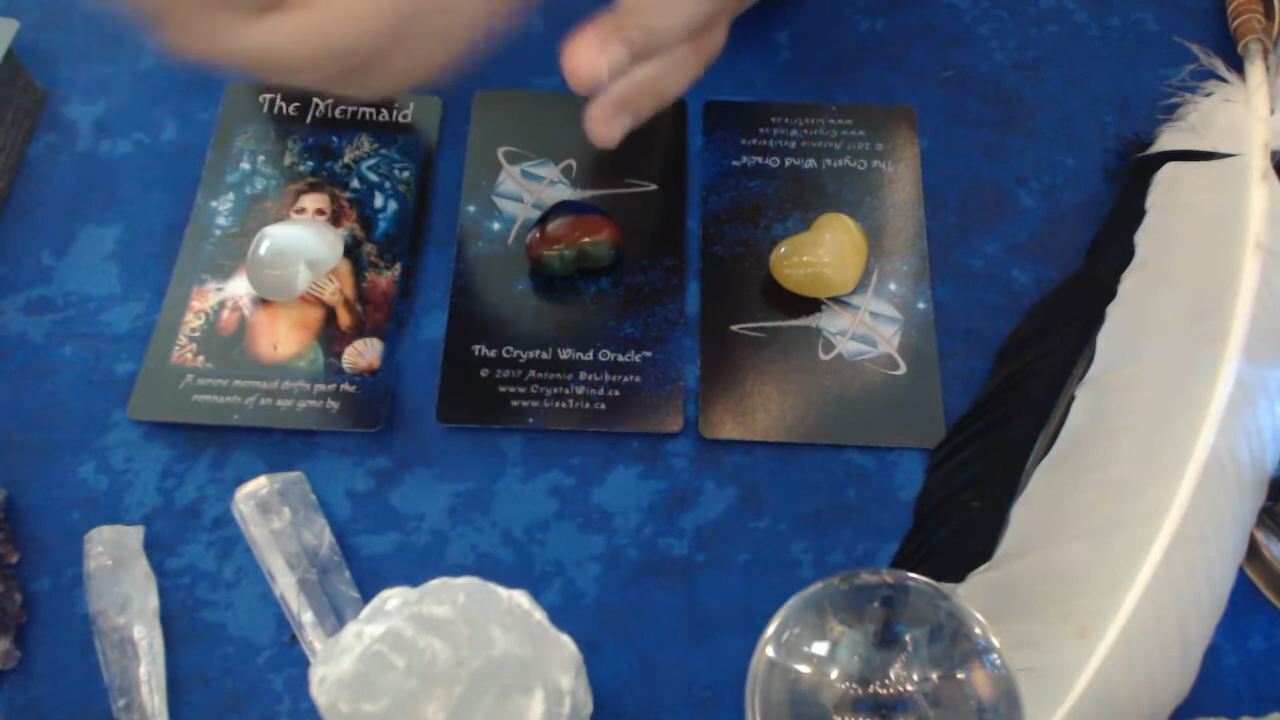 The Mermaid
A serene mermaid drifts past the
remnants of an age gone by
The Crystal Wind Oracle™
© 2017 Antonio DeLiberato
www.CrystalWind.ca
www.LisaIris.ca
The Crystal Wind Oracle™
© 2017 Antonio DeLiberato
www.CrystalWind.ca
www.LisaIris.ca